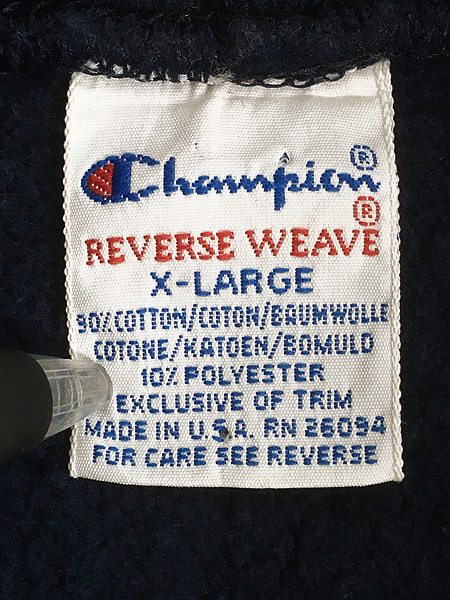 Champion ®
®
REVERSE WEAVE
X-LARGE
90% COTTON/COTON/BAUMWOLLE
COTONE/KATOEN/BOMULD
10% POLYESTER
EXCLUSIVE OF TRIM
MADE IN U.S.A. RN 26094
FOR CARE SEE REVERSE